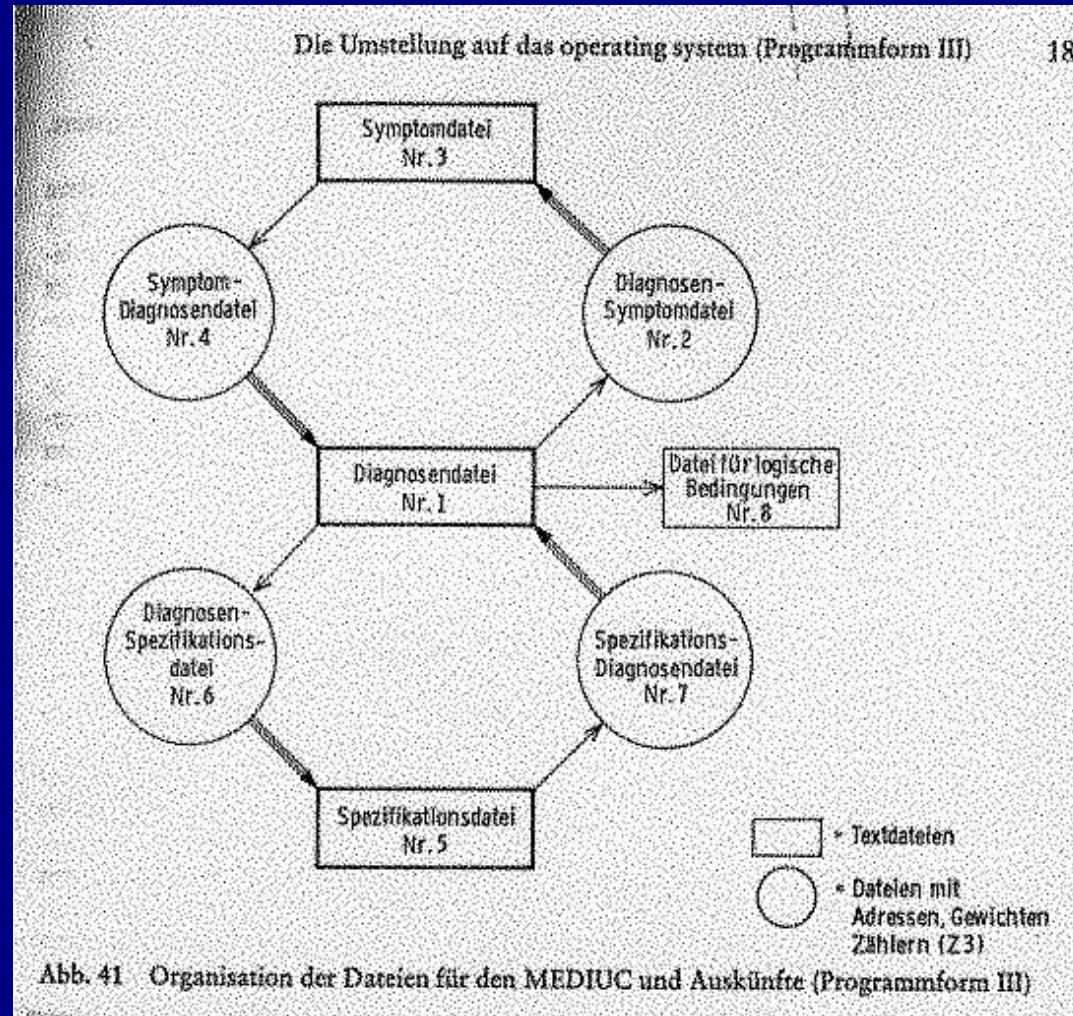 Die Umstellung auf das operating system (Programmform III) 18
Symptomdatei
Nr. 3
Symptom-
Diagnosendatei
Nr. 4
Diagnosen-
Symptomdatei
Nr. 2
Diagnosendatei
Nr. 1
Datei für logische
Bedingungen
Nr. 8
Diagnosen-
Spezifikations-
datei
Nr. 6
Spezifikations-
Diagnosendatei
Nr. 7
Spezifikationsdatei
Nr. 5
= Textdateien
= Dateien mit
Adressen, Gewichten
Zählern (Z3)
Abb. 41 Organisation der Dateien für den MEDIUC und Auskünfte (Programmform III)